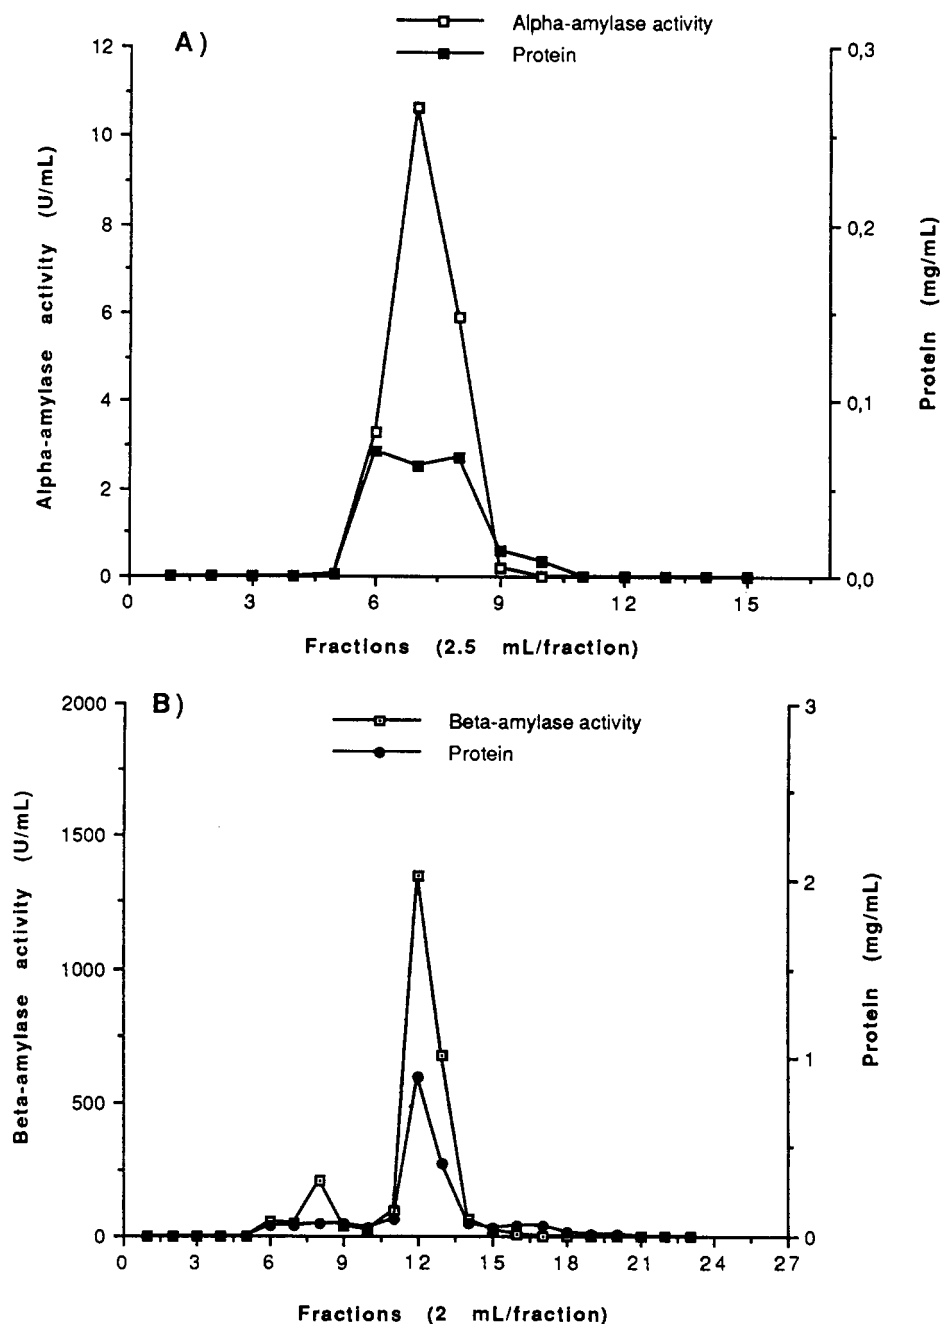 A)
Alpha-amylase activity
Protein
12
10
8
6
4
2
0
Alpha-amylase activity (U/mL)
0,3
0,2
0,1
0,0
Protein (mg/mL)
0 3 6 9 12 15
Fractions (2.5 mL/fraction)
B)
Beta-amylase activity
Protein
2000
1500
1000
500
0
Beta-amylase activity (U/mL)
3
2
1
0
Protein (mg/mL)
0 3 6 9 12 15 18 21 24 27
Fractions (2 mL/fraction)